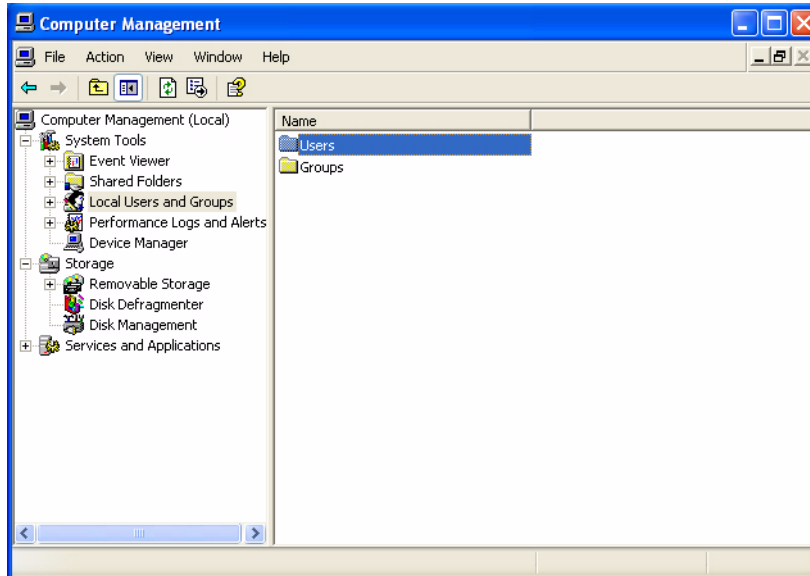 Computer Management
File Action View Window Help
Computer Management (Local)
System Tools
Event Viewer
Shared Folders
Local Users and Groups
Performance Logs and Alerts
Device Manager
Storage
Removable Storage
Disk Defragmenter
Disk Management
Services and Applications
Name
Users
Groups